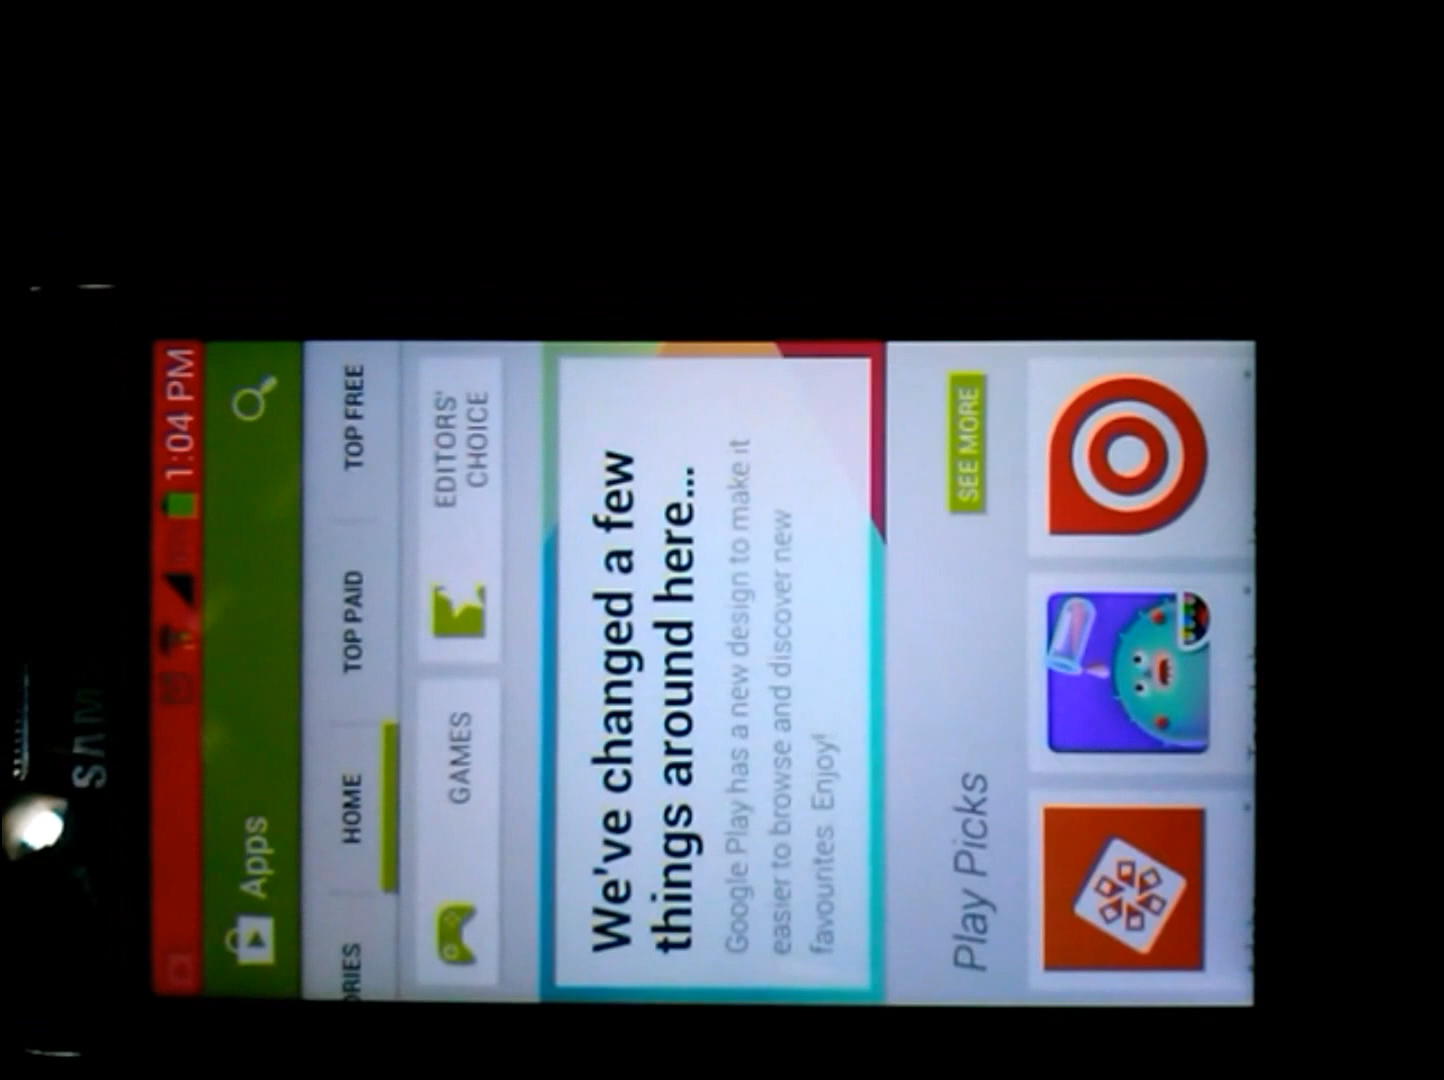 SAM
1:04 PM
Apps
ORIES
HOME
TOP PAID
TOP FREE
GAMES
EDITORS'
CHOICE
We've changed a few
things around here...
Google Play has a new design to make it
easier to browse and discover new
favourites. Enjoy!
Play Picks
SEE MORE